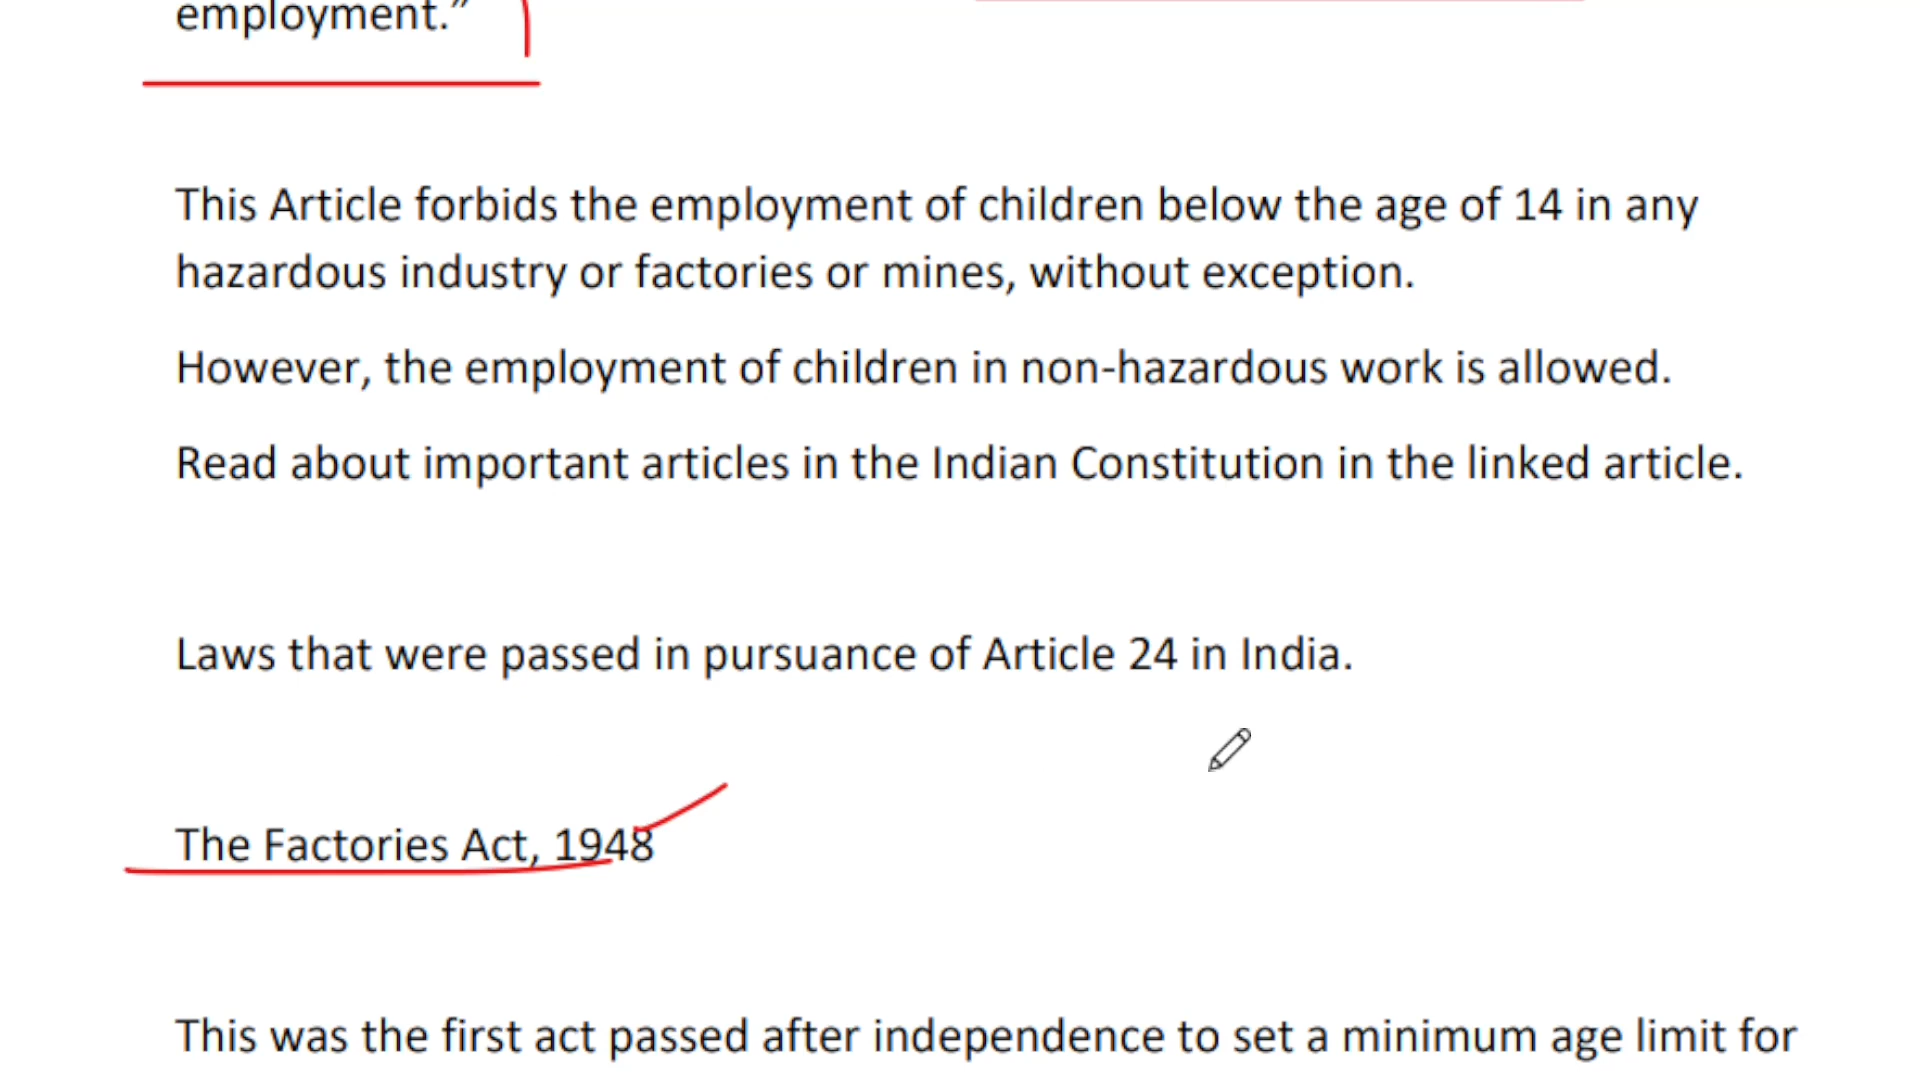 employment.”
This Article forbids the employment of children below the age of 14 in any
hazardous industry or factories or mines, without exception.
However, the employment of children in non-hazardous work is allowed.
Read about important articles in the Indian Constitution in the linked article.
Laws that were passed in pursuance of Article 24 in India.
The Factories Act, 1948
This was the first act passed after independence to set a minimum age limit for